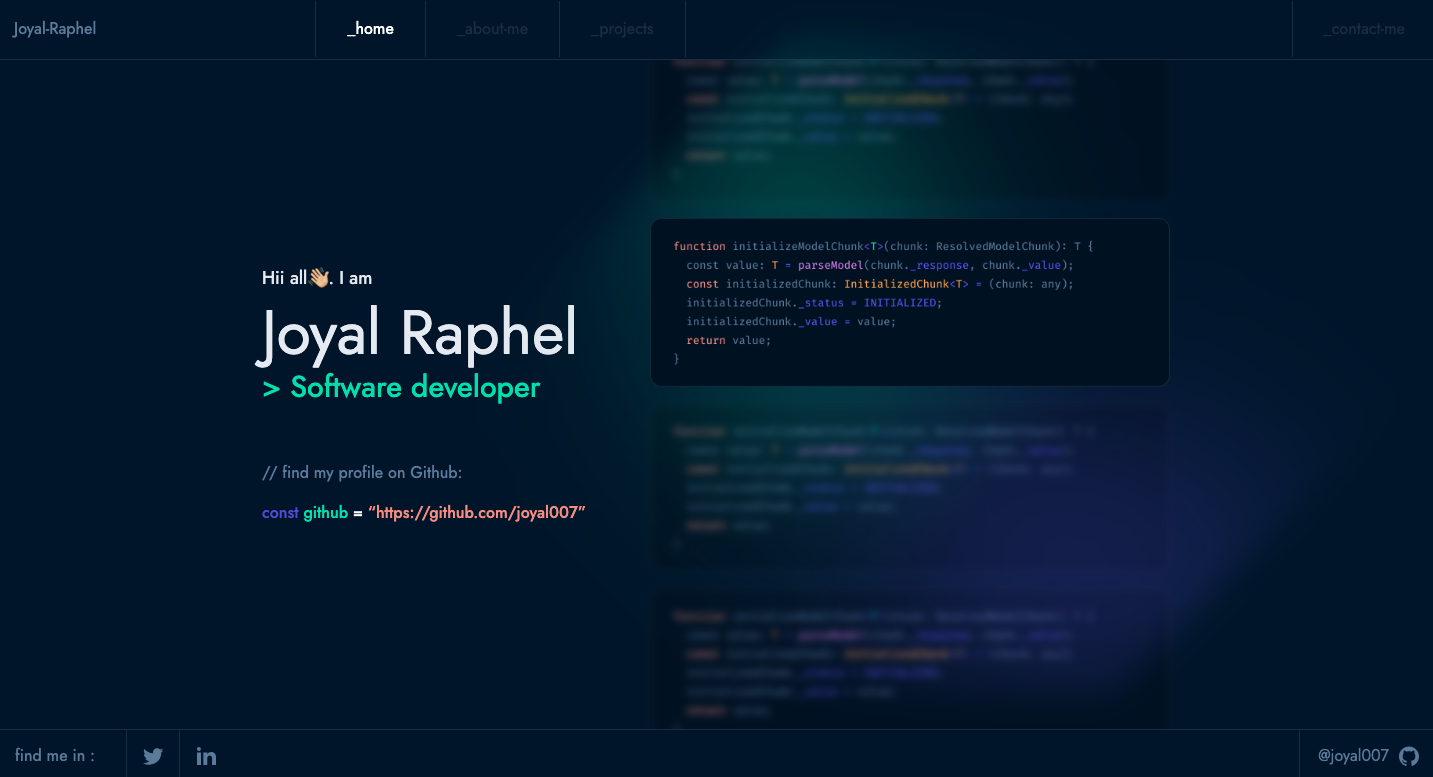 Joyal-Raphel
_home
_about-me
_projects
_contact-me
Hii all👋🏼. I am
Joyal Raphel
> Software developer
// find my profile on Github:
const github = “https://github.com/joyal007”
function initializeModelChunk<T>(chunk: ResolvedModelChunk): T {
const value: T = parseModel(chunk._response, chunk._value);
const initializedChunk: InitializedChunk<T> = (chunk: any);
initializedChunk._status = INITIALIZED;
initializedChunk._value = value;
return value;
}
find me in :
@joyal007